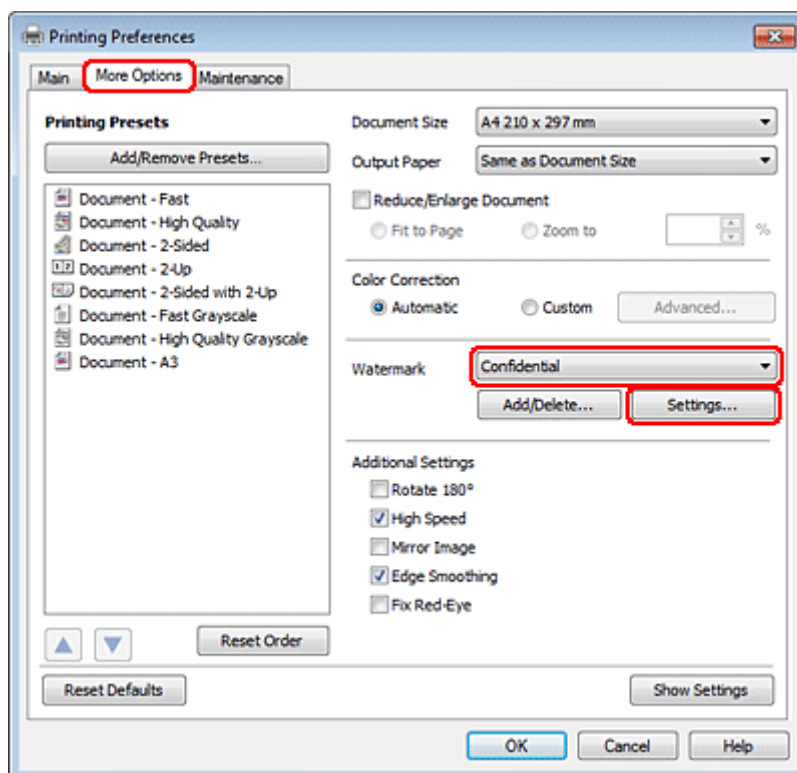 Printing Preferences
Main More Options Maintenance
Printing Presets
Add/Remove Presets...
Document - Fast
Document - High Quality
Document - 2-Sided
Document - 2-Up
Document - 2-Sided with 2-Up
Document - Fast Grayscale
Document - High Quality Grayscale
Document - A3
Reset Order
Document Size A4 210 x 297 mm
Output Paper Same as Document Size
Reduce/Enlarge Document
Fit to Page Zoom to %
Color Correction
Automatic Custom Advanced...
Watermark Confidential
Add/Delete... Settings...
Additional Settings
Rotate 180°
High Speed
Mirror Image
Edge Smoothing
Fix Red-Eye
Reset Defaults Show Settings
OK Cancel Help